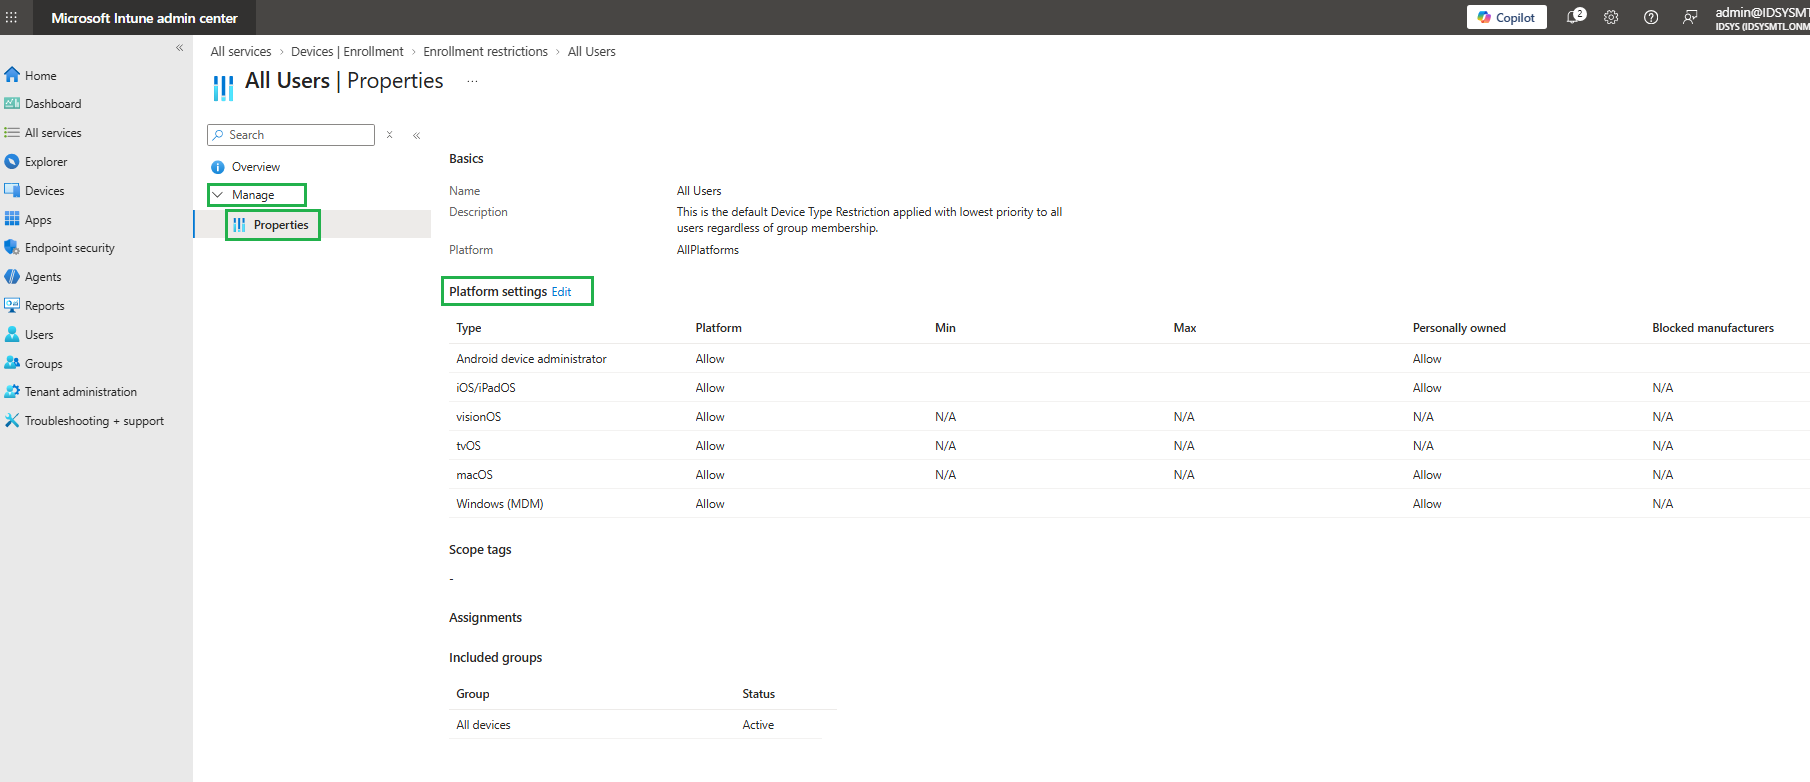 Microsoft Intune admin center
Copilot
2
admin@IDSYSMT
IDSYS (IDSYSMTL.ONM
All services > Devices | Enrollment > Enrollment restrictions > All Users
All Users | Properties ...
Home
Dashboard
All services
Explorer
Devices
Apps
Endpoint security
Agents
Reports
Users
Groups
Tenant administration
Troubleshooting + support
Search
Overview
Manage
Properties
Basics
Name All Users
Description This is the default Device Type Restriction applied with lowest priority to all
users regardless of group membership.
Platform AllPlatforms
Platform settings Edit
Type Platform Min Max Personally owned Blocked manufacturers
Android device administrator Allow Allow
iOS/iPadOS Allow Allow N/A
visionOS Allow N/A N/A N/A N/A
tvOS Allow N/A N/A N/A N/A
macOS Allow N/A N/A Allow N/A
Windows (MDM) Allow Allow N/A
Scope tags
-
Assignments
Included groups
Group Status
All devices Active